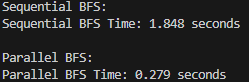 Sequential BFS:
Sequential BFS Time: 1.848 seconds

Parallel BFS:
Parallel BFS Time: 0.279 seconds